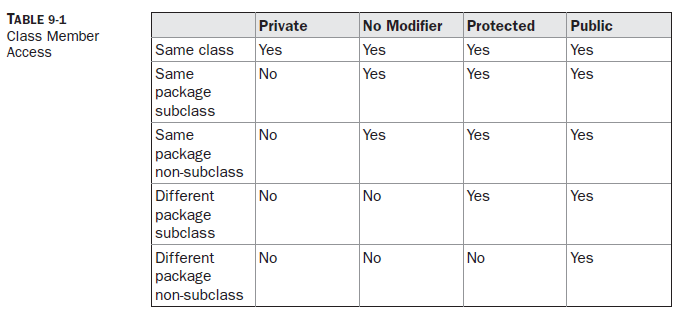 TABLE 9-1
Class Member
Access
Private No Modifier Protected Public
Same class Yes Yes Yes Yes
Same No Yes Yes Yes
package
subclass
Same No Yes Yes Yes
package
non-subclass
Different No No Yes Yes
package
subclass
Different No No No Yes
package
non-subclass